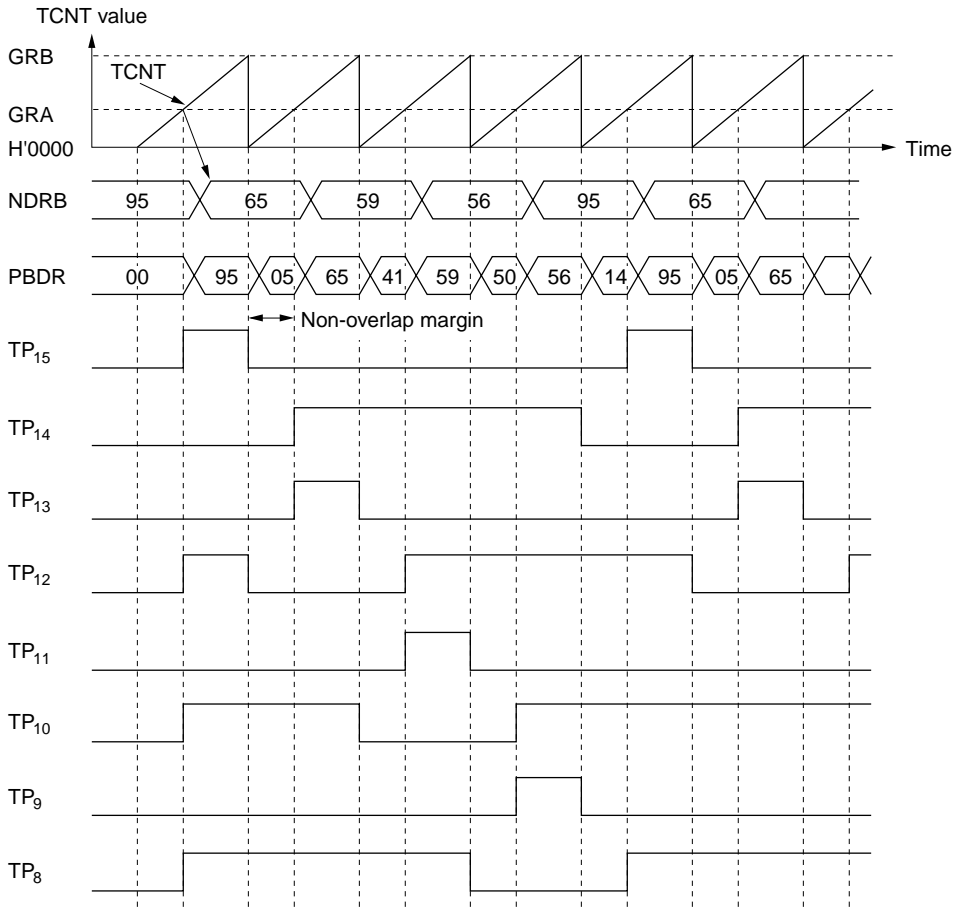 TCNT value
GRB
TCNT
GRA
H'0000
Time
NDRB 95 65 59 56 95 65
PBDR 00 95 05 65 41 59 50 56 14 95 05 65
Non-overlap margin
TP15
TP14
TP13
TP12
TP11
TP10
TP9
TP8